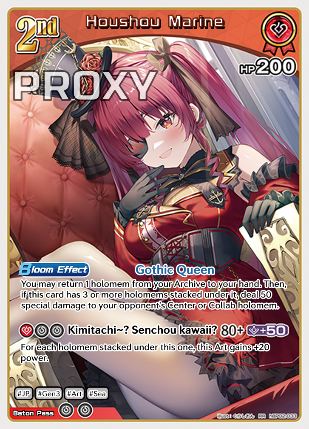 2nd
Houshou Marine
HP200
PROXY
Bloom Effect
Gothic Queen
You may return 1 holomem from your Archive to your hand. Then,
if this card has 3 or more holomems stacked under it, deal 50
special damage to your opponent's Center or Collab holomem.
Kimitachi~? Senchou kawaii? 80+ +50
For each holomem stacked under this one, this Art gains +20
power.
#JP #Gen3 #Art #Sea
Baton Pass